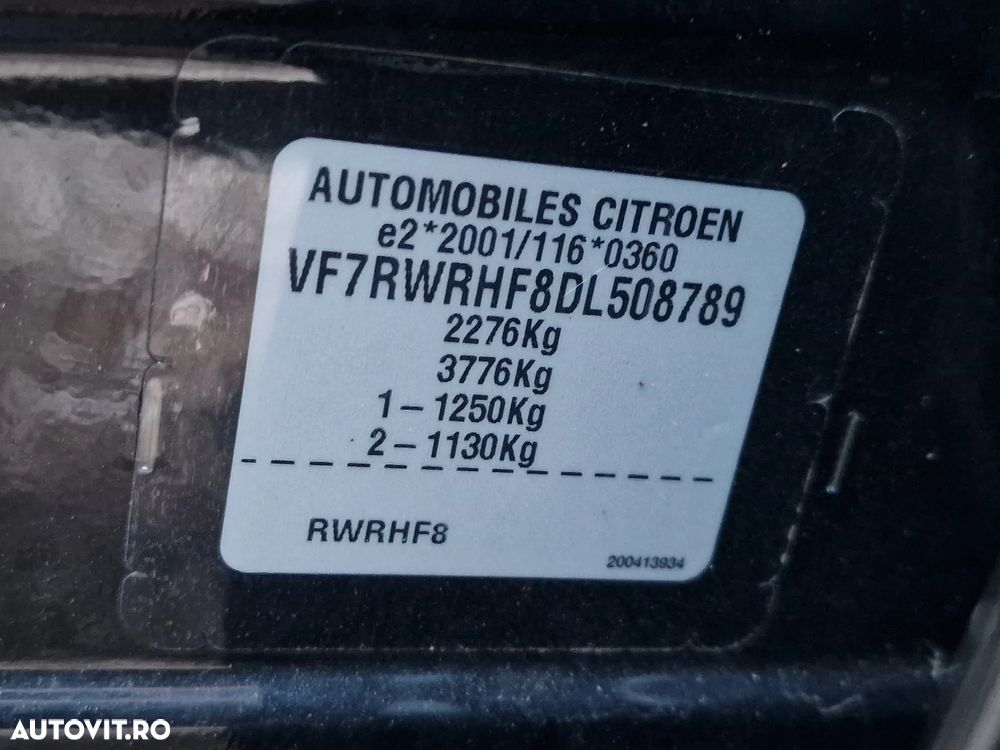 AUTOMOBILES CITROEN
e2*2001/116*0360
VF7RWRHF8DL508789
2276Kg
3776Kg
1-1250Kg
2-1130Kg
RWRHF8
200413934
AUTOVIT.RO